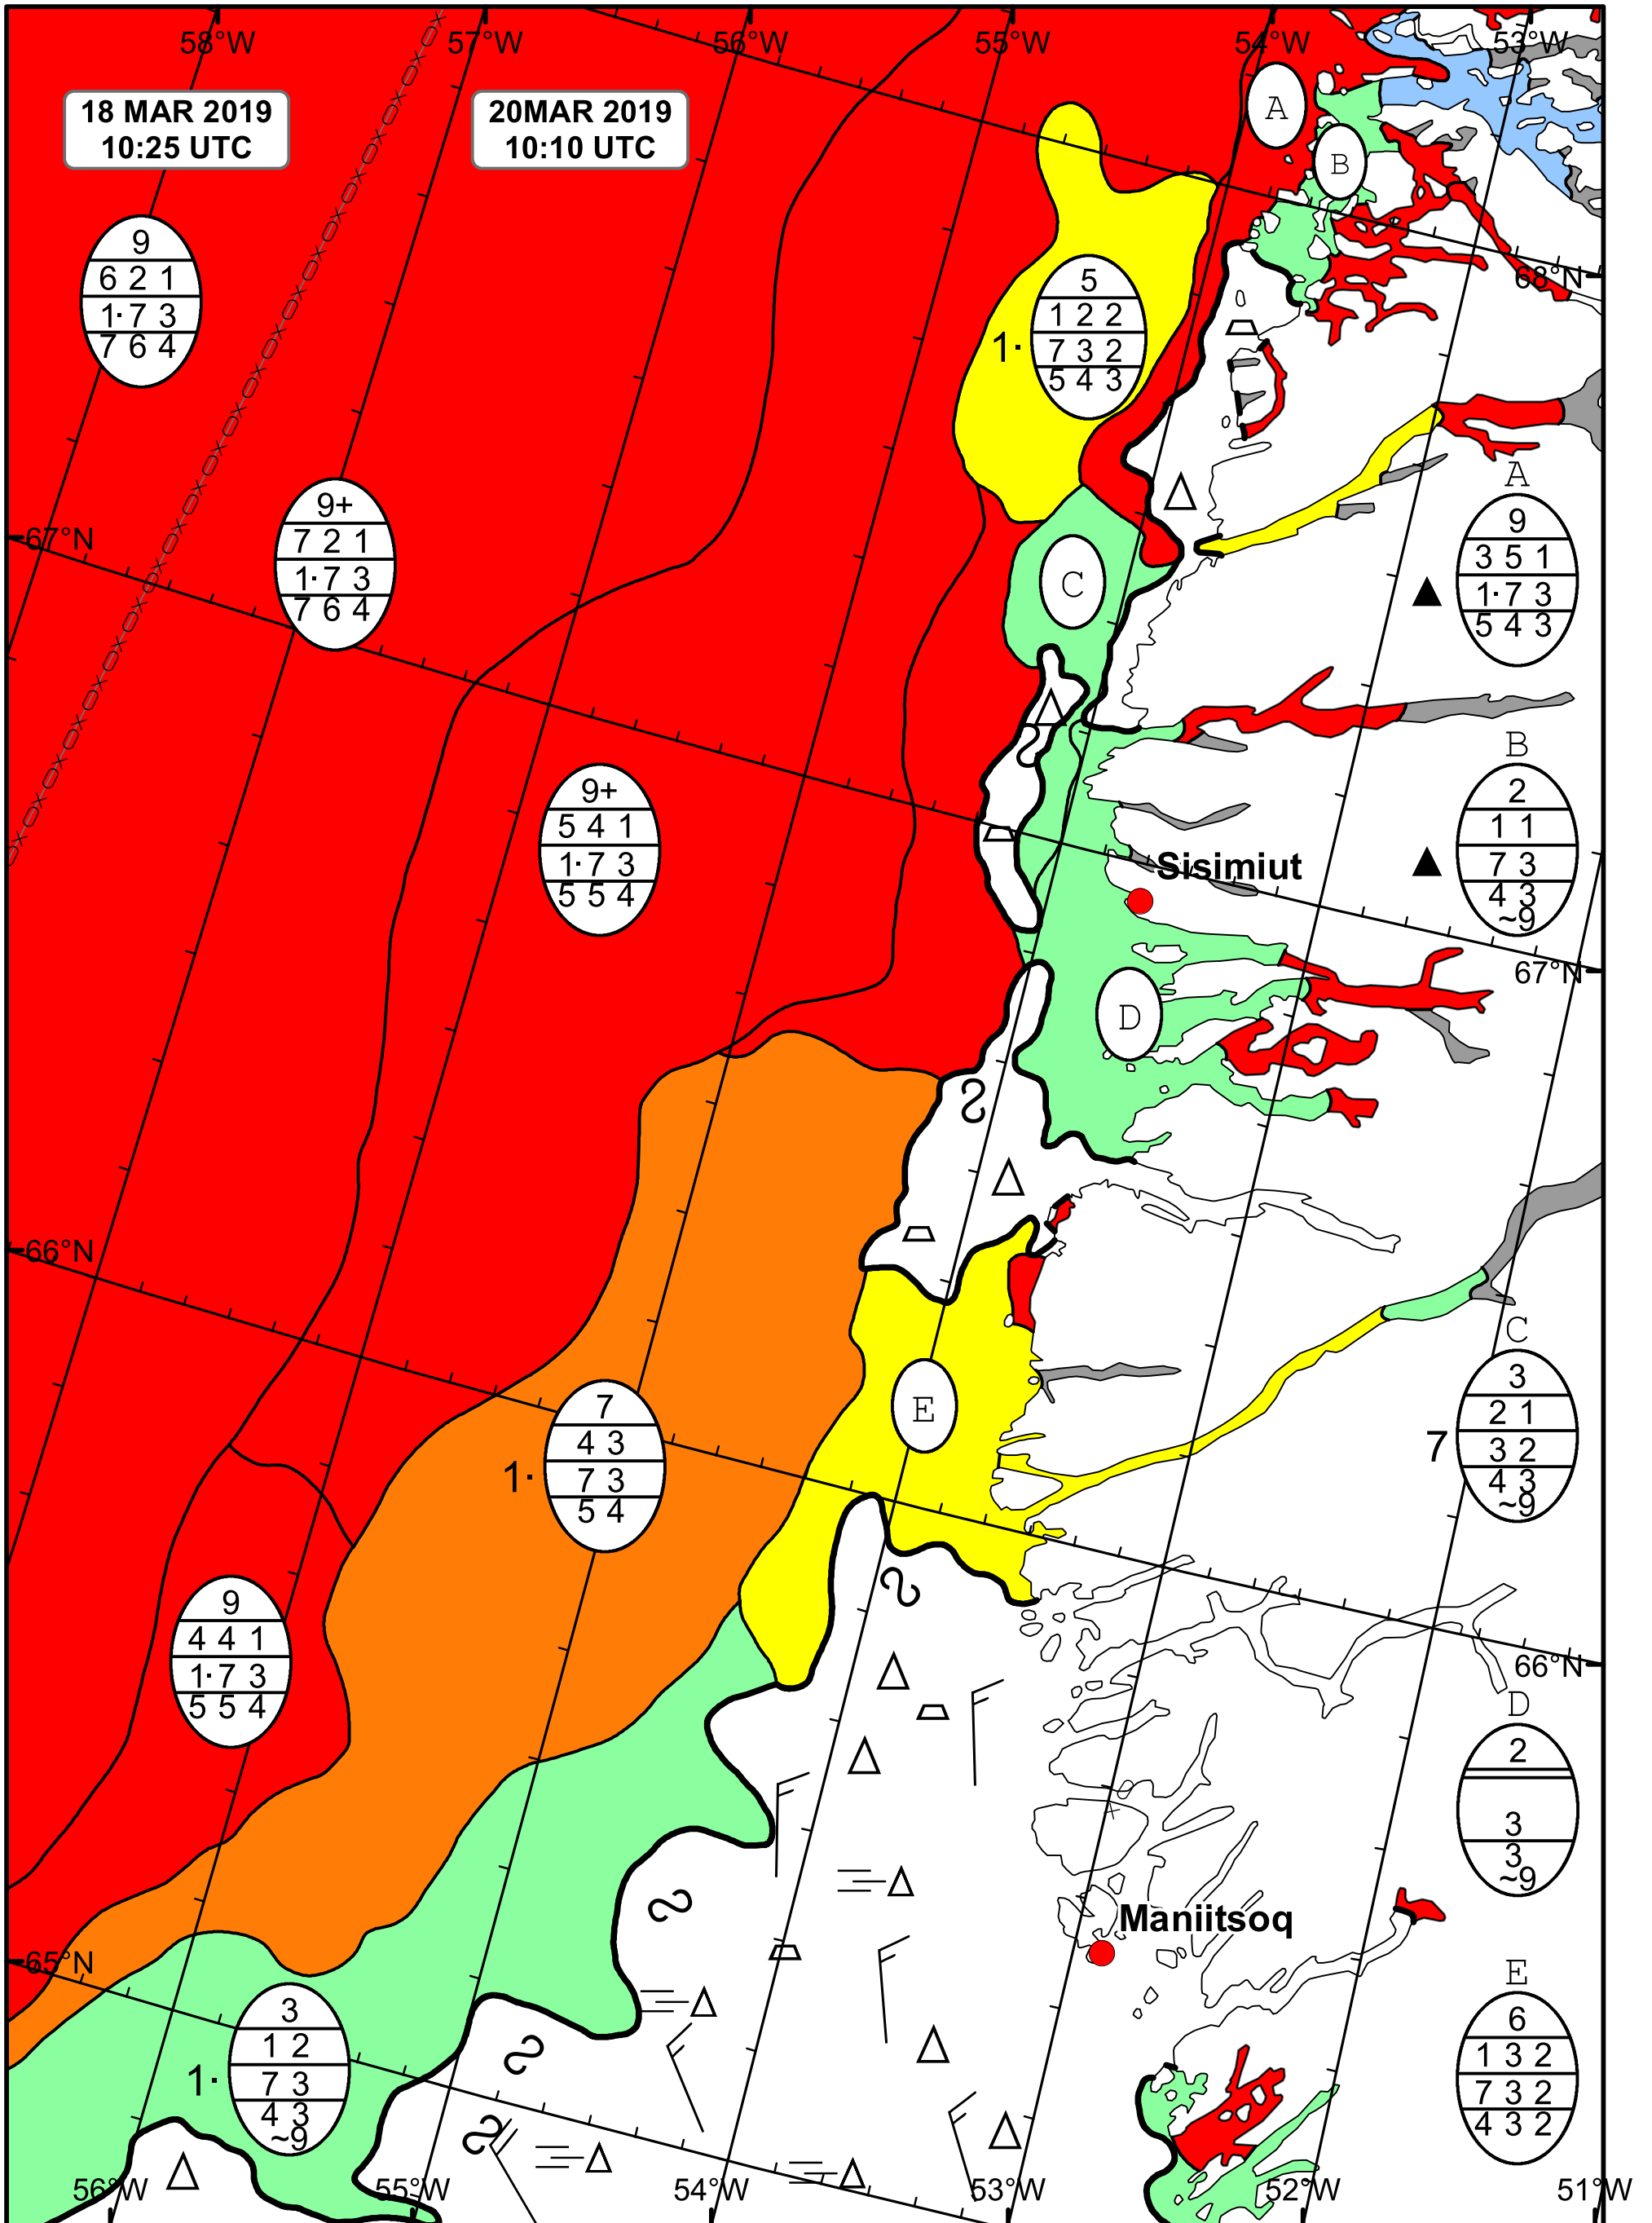 58°W
57°W
56°W
55°W
54°W
53°W
18 MAR 2019
10:25 UTC
20MAR 2019
10:10 UTC
A
B
9
6 2 1
1·7 3
7 6 4
5
1 2 2
1·
7 3 2
5 4 3
68°N
67°N
9+
7 2 1
1·7 3
7 6 4
C
A
9
3 5 1
1·7 3
5 4 3
9+
5 4 1
1·7 3
5 5 4
Sisimiut
B
2
1 1
7 3
4 3
~9
67°N
D
66°N
E
7
4 3
1·
7 3
5 4
C
3
2 1
7
3 2
4 3
~9
9
4 4 1
1·7 3
5 5 4
66°N
D
2
3
3
~9
Maniitsoq
65°N
3
1 2
1·
7 3
4 3
~9
E
6
1 3 2
7 3 2
4 3 2
56°W
55°W
54°W
53°W
52°W
51°W